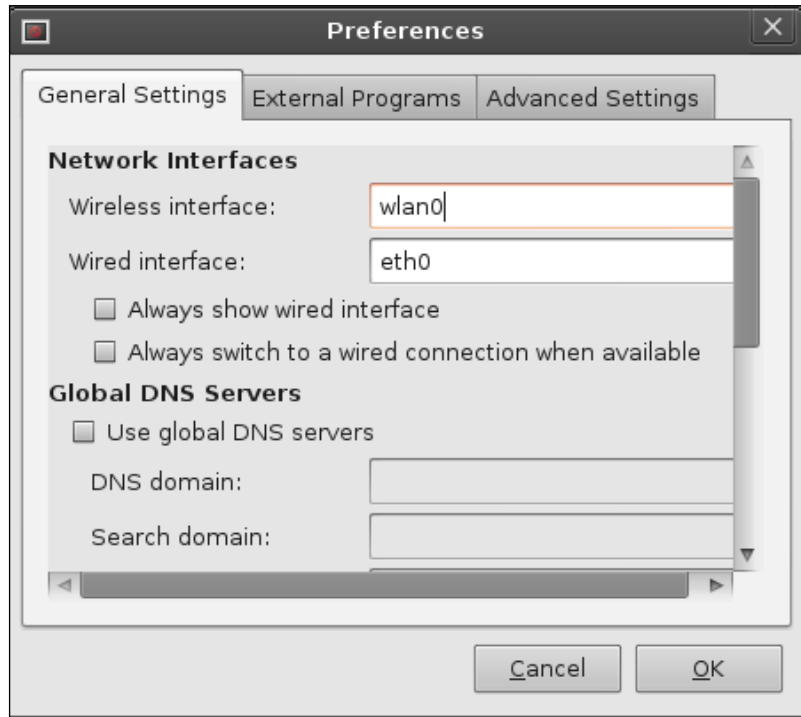 Preferences
General Settings
External Programs
Advanced Settings
Network Interfaces
Wireless interface:
wlan0
Wired interface:
eth0
Always show wired interface
Always switch to a wired connection when available
Global DNS Servers
Use global DNS servers
DNS domain:
Search domain:
Cancel
OK